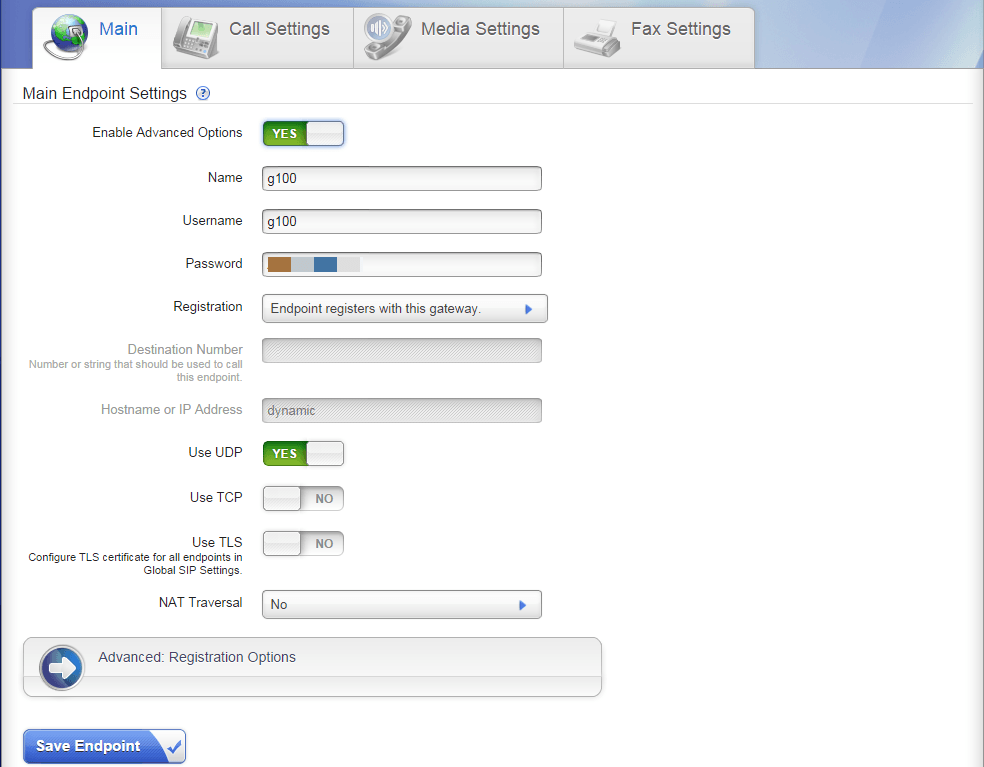 Main
Call Settings
Media Settings
Fax Settings
Main Endpoint Settings ?
Enable Advanced Options YES
Name g100
Username g100
Password
Registration Endpoint registers with this gateway.
Destination Number
Number or string that should be used to call
this endpoint.
Hostname or IP Address dynamic
Use UDP YES
Use TCP NO
Use TLS NO
Configure TLS certificate for all endpoints in
Global SIP Settings.
NAT Traversal No
Advanced: Registration Options
Save Endpoint